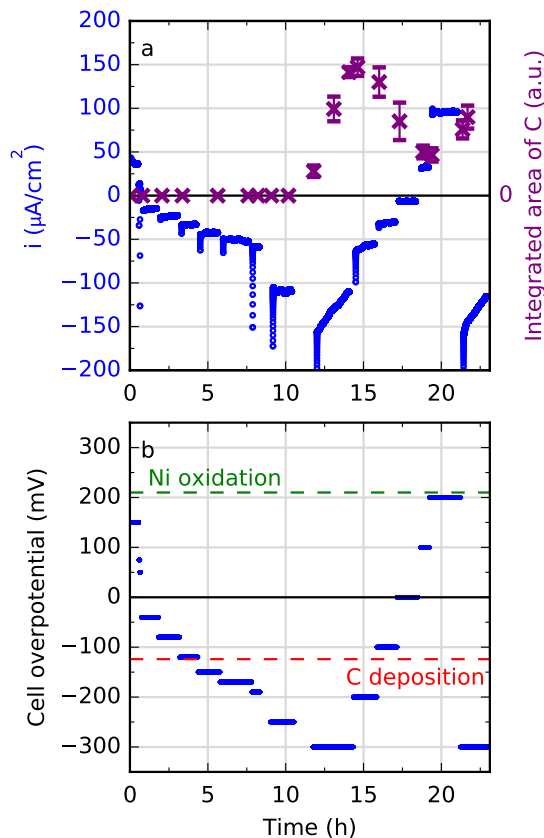 a
200
150
100
50
0
−50
−100
−150
−200
i (μA/cm²)
0
Integrated area of C (a.u.)
0 5 10 15 20
b
300
200
100
0
−100
−200
−300
Cell overpotential (mV)
Ni oxidation
C deposition
0 5 10 15 20
Time (h)